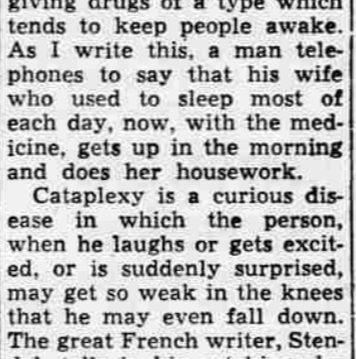 giving drugs of a type which
tends to keep people awake.
As I write this, a man tele-
phones to say that his wife
who used to sleep most of
each day, now, with the med-
icine, gets up in the morning
and does her housework.
Cataplexy is a curious dis-
ease in which the person,
when he laughs or gets excit-
ed, or is suddenly surprised,
may get so weak in the knees
that he may even fall down.
The great French writer, Sten-